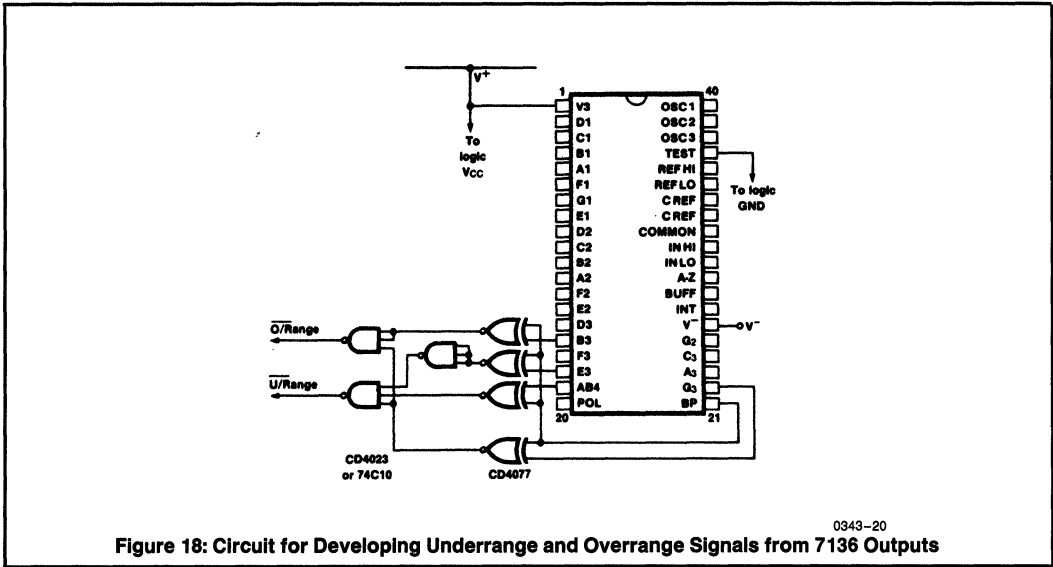 V+
To
logic
VCC
1
40
V3
D1
C1
B1
A1
F1
G1
E1
D2
C2
B2
A2
F2
E2
D3
B3
F3
E3
AB4
POL
20
OSC1
OSC2
OSC3
TEST
REF HI
REF LO
C REF
C REF
COMMON
IN HI
IN LO
A-Z
BUFF
INT
V−
G2
C3
A3
G3
BP
21
To logic
GND
V−
O/Range
U/Range
CD4023
or 74C10
CD4077
0343–20
Figure 18: Circuit for Developing Underrange and Overrange Signals from 7136 Outputs